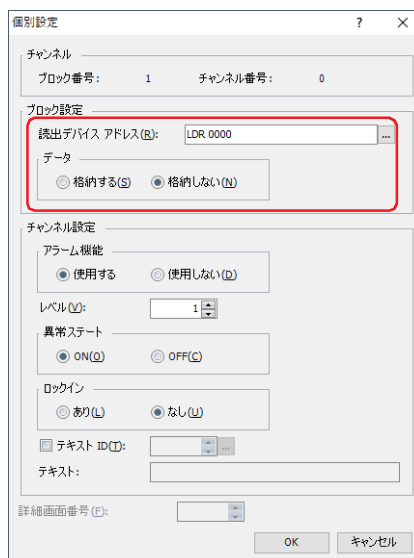 個別設定 ? ×
チャンネル
ブロック番号: 1 チャンネル番号: 0
ブロック設定
読出デバイス アドレス(R): LDR 0000 ...
データ
格納する(S) 格納しない(N)
チャンネル設定
アラーム機能
使用する 使用しない(D)
レベル(V): 1
異常ステート
ON(O) OFF(C)
ロックイン
あり(L) なし(U)
テキスト ID(T): ...
テキスト:
詳細画面番号(F):
OK キャンセル